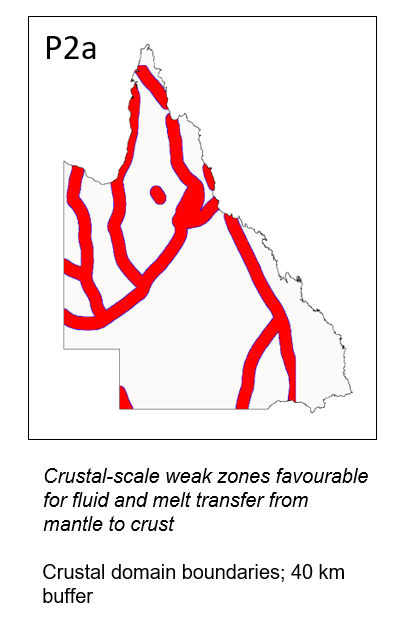 P2a
Crustal-scale weak zones favourable
for fluid and melt transfer from
mantle to crust
Crustal domain boundaries; 40 km
buffer